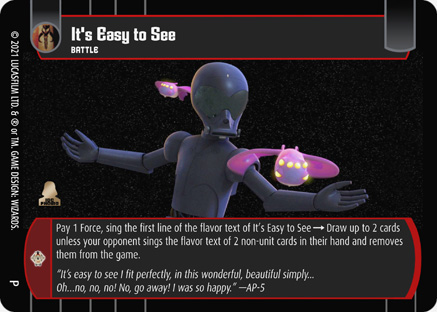 It's Easy to See
BATTLE
© 2021 LUCASFILM LTD. & ® or TM. GAME DESIGN: WIZARDS.
Pay 1 Force, sing the first line of the flavor text of It's Easy to See → Draw up to 2 cards
unless your opponent sings the flavor text of 2 non-unit cards in their hand and removes
them from the game.
"It's easy to see I fit perfectly, in this wonderful, beautiful simply...
Oh...no, no, no! No, go away! I was so happy." —AP-5
P